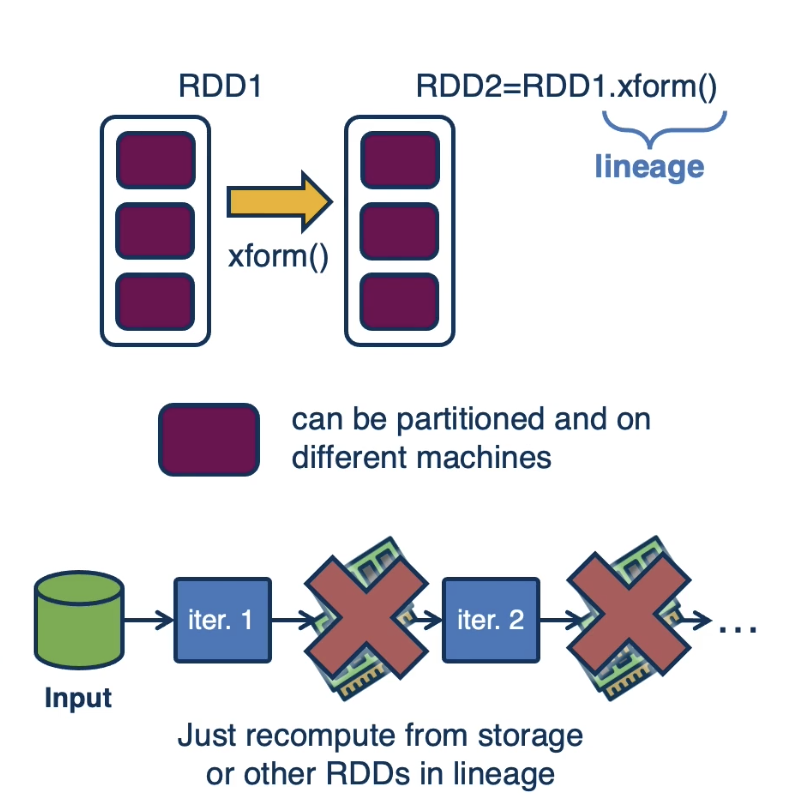 RDD1
RDD2=RDD1.xform()
lineage
xform()
can be partitioned and on
different machines
iter. 1
iter. 2
...
Input
Just recompute from storage
or other RDDs in lineage